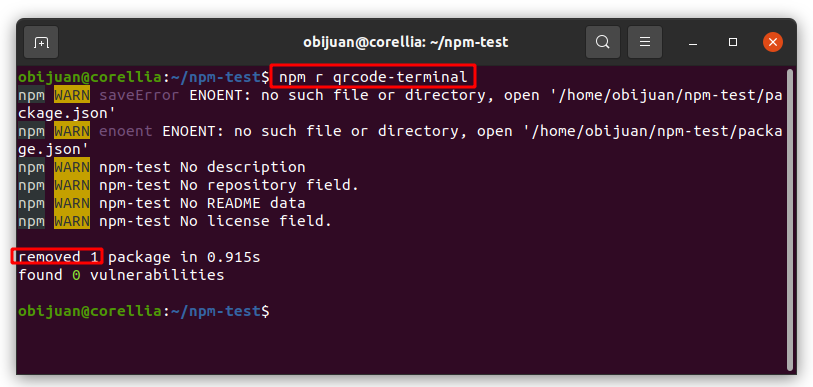 obijuan@corellia: ~/npm-test
obijuan@corellia:~/npm-test$ npm r qrcode-terminal
npm WARN saveError ENOENT: no such file or directory, open '/home/obijuan/npm-test/pa
ckage.json'
npm WARN enoent ENOENT: no such file or directory, open '/home/obijuan/npm-test/packa
ge.json'
npm WARN npm-test No description
npm WARN npm-test No repository field.
npm WARN npm-test No README data
npm WARN npm-test No license field.
removed 1 package in 0.915s
found 0 vulnerabilities
obijuan@corellia:~/npm-test$